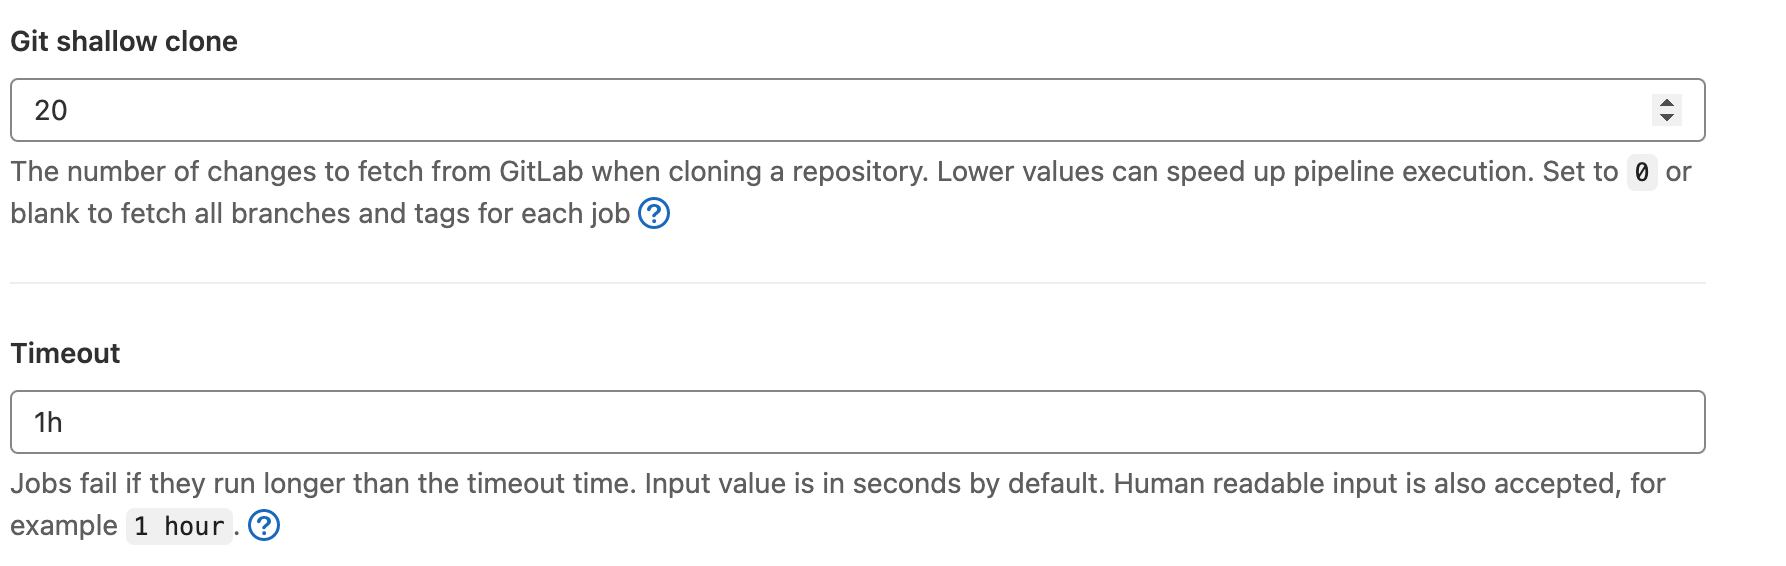 Git shallow clone
20
The number of changes to fetch from GitLab when cloning a repository. Lower values can speed up pipeline execution. Set to 0 or
blank to fetch all branches and tags for each job ?
Timeout
1h
Jobs fail if they run longer than the timeout time. Input value is in seconds by default. Human readable input is also accepted, for
example 1 hour. ?